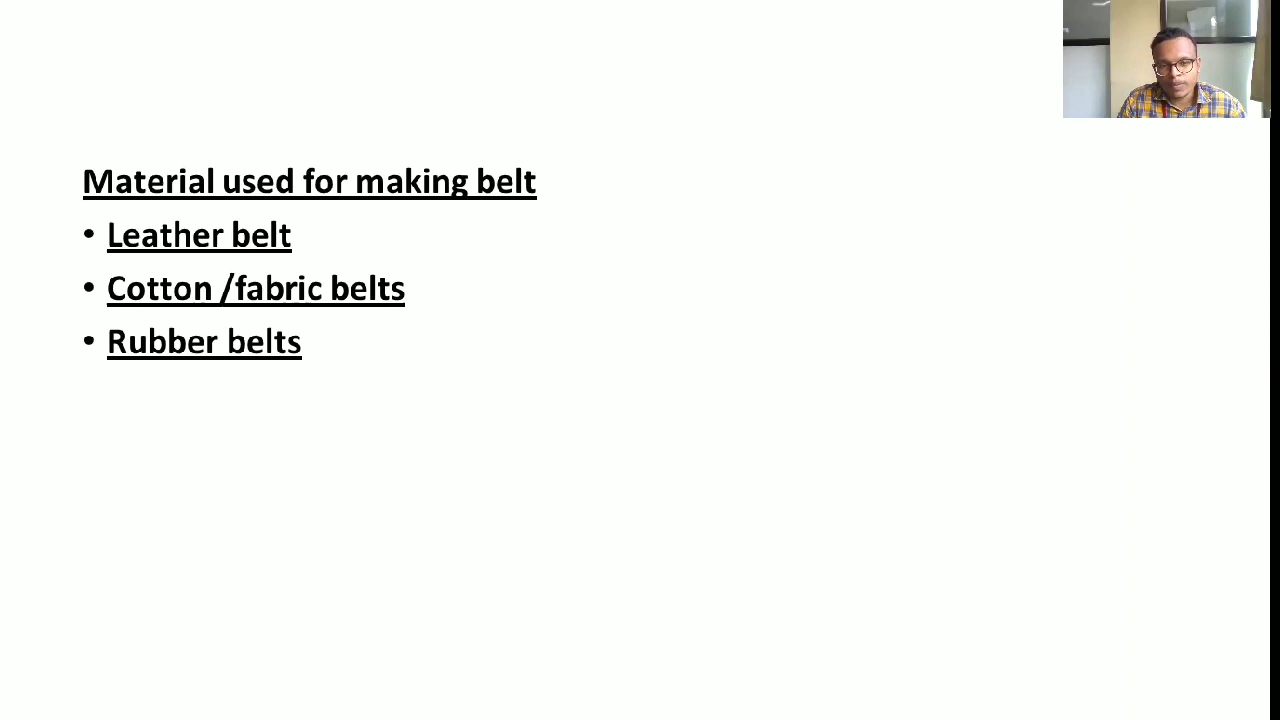 Material used for making belt
• Leather belt
• Cotton /fabric belts
• Rubber belts